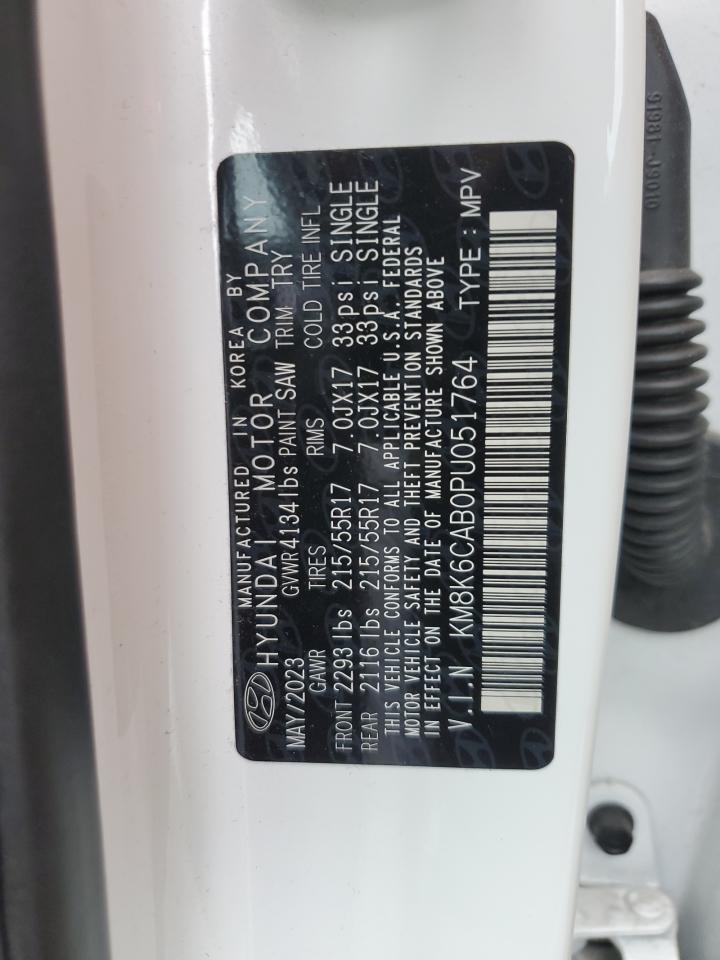 MANUFACTURED IN KOREA BY
HYUNDAI MOTOR COMPANY
MAY/2023 GVWR4134lbs PAINT SAW TRIM TRY
GAWR TIRES RIMS COLD TIRE INFL
FRONT 2293lbs 215/55R17 7.0JX17 33psi SINGLE
REAR 2116lbs 215/55R17 7.0JX17 33psi SINGLE
THIS VEHICLE CONFORMS TO ALL APPLICABLE U.S.A. FEDERAL
MOTOR VEHICLE SAFETY AND THEFT PREVENTION STANDARDS
IN EFFECT ON THE DATE OF MANUFACTURE SHOWN ABOVE
V.I.N KM8K6CAB0PU051764 TYPE : MPV
91981-J9010